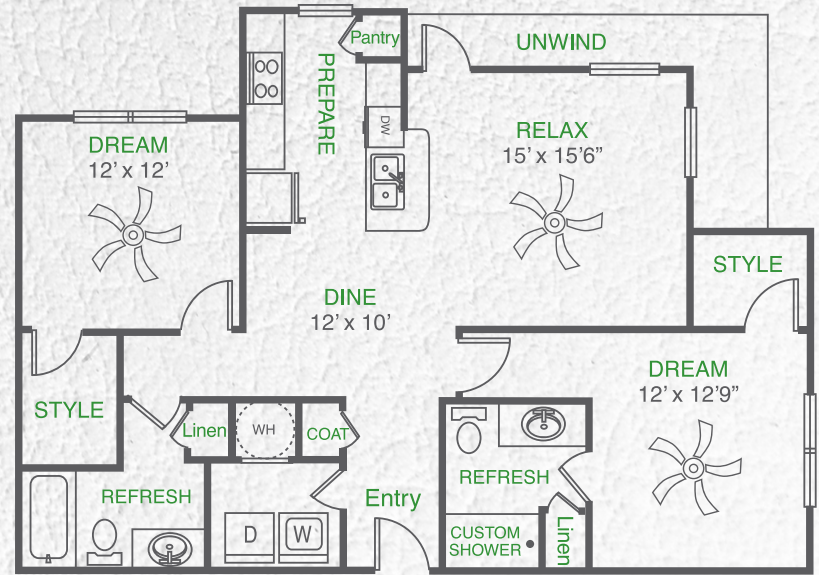 Pantry
UNWIND
PREPARE
DREAM
12' x 12'
DW
RELAX
15' x 15'6”
STYLE
DINE
12' x 10'
DREAM
12' x 12'9”
STYLE
Linen
WH
COAT
REFRESH
REFRESH
Entry
D
W
CUSTOM
SHOWER
Linen